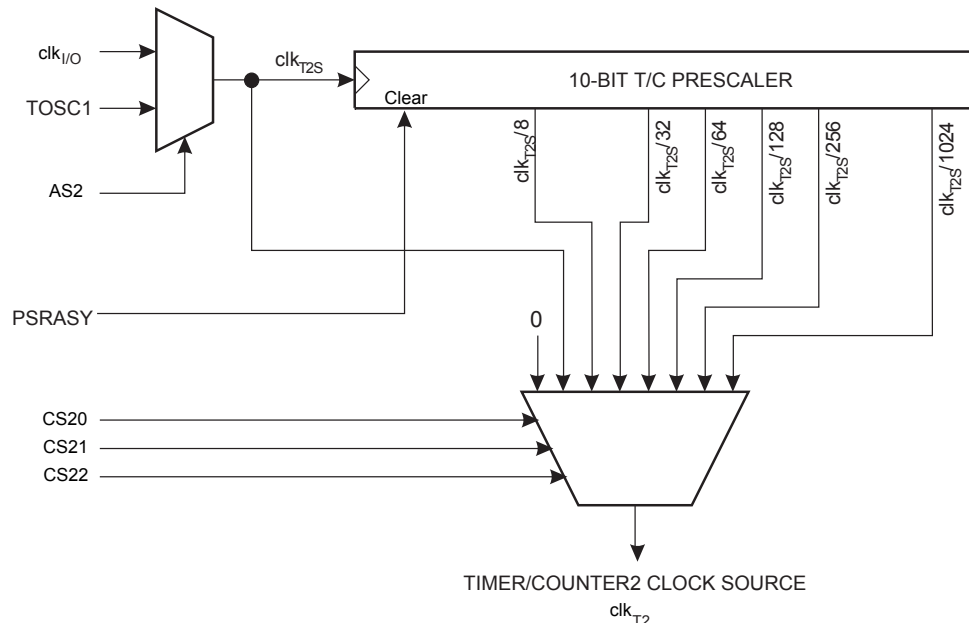 clkI/O
clkT2S
10-BIT T/C PRESCALER
TOSC1
Clear
clkT2S/8
clkT2S/32
clkT2S/64
clkT2S/128
clkT2S/256
clkT2S/1024
AS2
PSRASY
0
CS20
CS21
CS22
TIMER/COUNTER2 CLOCK SOURCE
clkT2